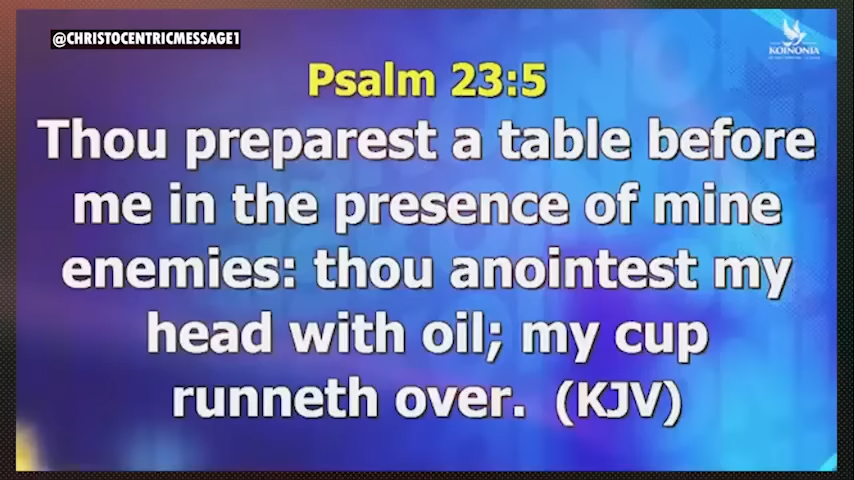 @CHRISTOCENTRICMESSAGE1
KOINONIA
Psalm 23:5
Thou preparest a table before
me in the presence of mine
enemies: thou anointest my
head with oil; my cup
runneth over. (KJV)